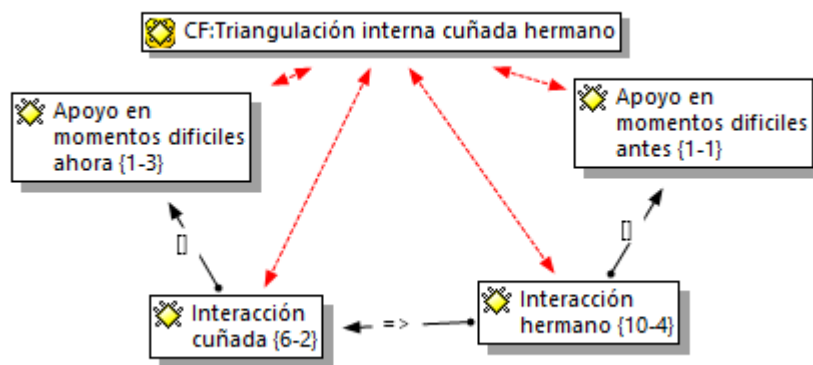 CF:Triangulación interna cuñada hermano
Apoyo en
momentos dificiles
ahora {1-3}
Apoyo en
momentos dificiles
antes {1-1}
[]
[]
Interacción
cuñada {6-2}
=>
Interacción
hermano {10-4}